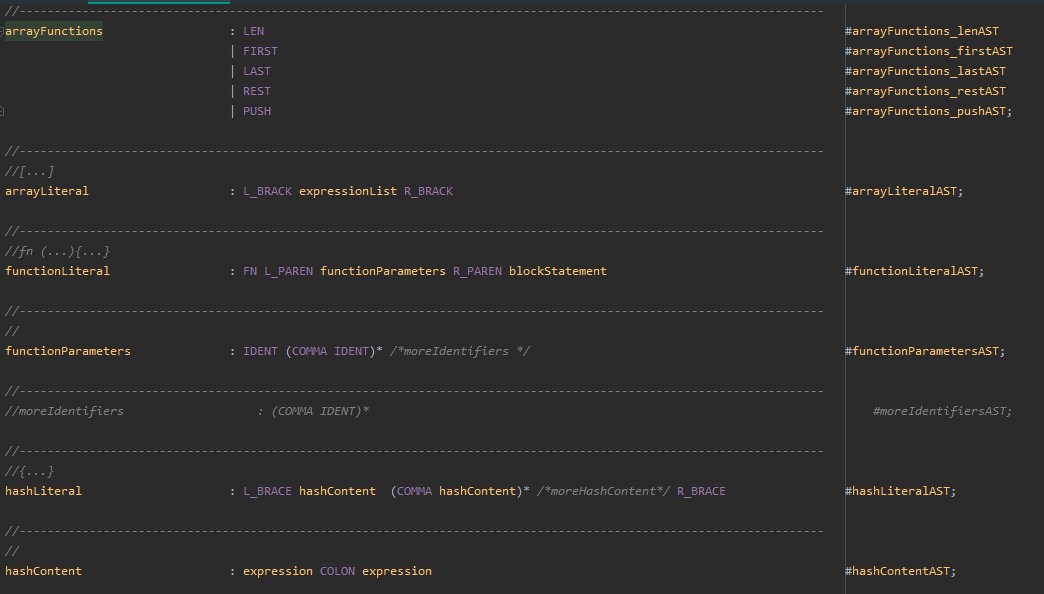 //-------------------------------------------------------------------------------------------------------------------
arrayFunctions : LEN #arrayFunctions_lenAST
| FIRST #arrayFunctions_firstAST
| LAST #arrayFunctions_lastAST
| REST #arrayFunctions_restAST
| PUSH #arrayFunctions_pushAST;
//-------------------------------------------------------------------------------------------------------------------
//[...]
arrayLiteral : L_BRACK expressionList R_BRACK #arrayLiteralAST;
//-------------------------------------------------------------------------------------------------------------------
//fn (...){...}
functionLiteral : FN L_PAREN functionParameters R_PAREN blockStatement #functionLiteralAST;
//-------------------------------------------------------------------------------------------------------------------
//
functionParameters : IDENT (COMMA IDENT)* /*moreIdentifiers */ #functionParametersAST;
//-------------------------------------------------------------------------------------------------------------------
//moreIdentifiers : (COMMA IDENT)* #moreIdentifiersAST;
//-------------------------------------------------------------------------------------------------------------------
//{...}
hashLiteral : L_BRACE hashContent (COMMA hashContent)* /*moreHashContent*/ R_BRACE #hashLiteralAST;
//-------------------------------------------------------------------------------------------------------------------
//
hashContent : expression COLON expression #hashContentAST;